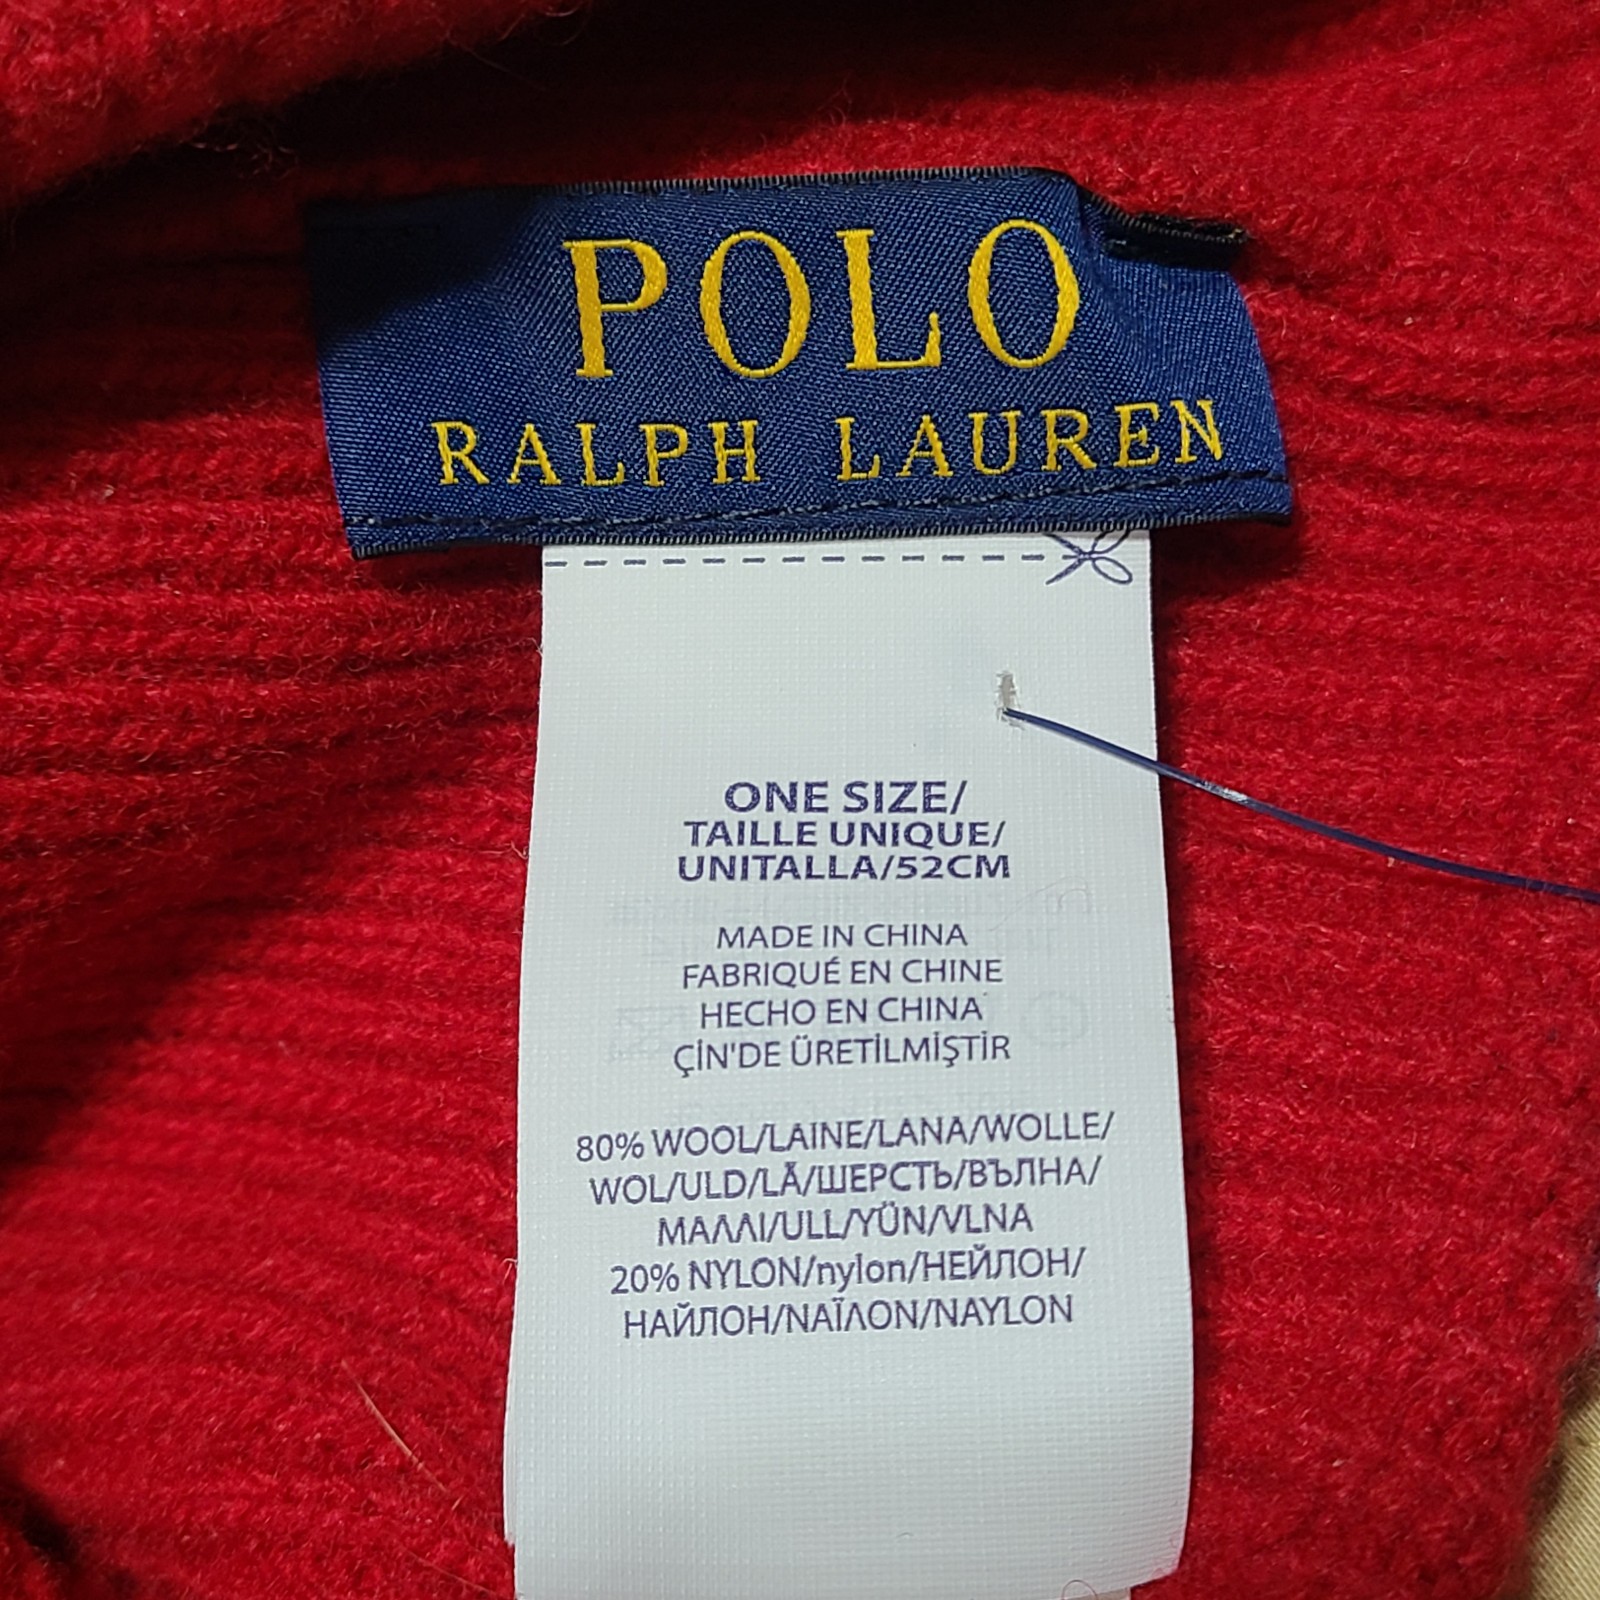 POLO
RALPH LAUREN
ONE SIZE/
TAILLE UNIQUE/
UNITALLA/52CM
MADE IN CHINA
FABRIQUÉ EN CHINE
HECHO EN CHINA
ÇİN'DE ÜRETİLMİŞTİR
80% WOOL/LAINE/LANA/WOLLE/
WOL/ULD/LÃ/ШЕРСТЬ/ВЪЛНА/
ΜΑΛΛΙ/ULL/YÜN/VLNA
20% NYLON/nylon/НЕЙЛОН/
НАЙЛОН/ΝΑΪΛΟΝ/NAYLON